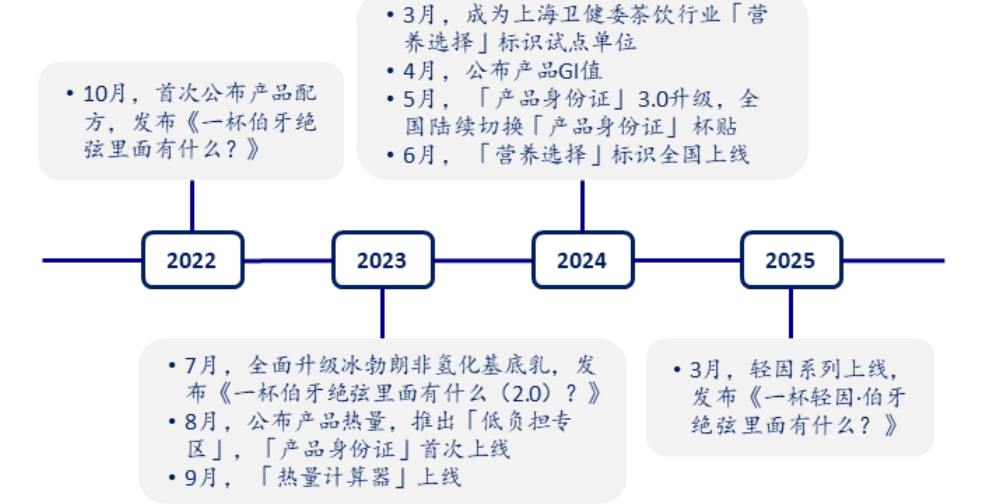 • 10月，首次公布产品配
方，发布《一杯伯牙绝
弦里面有什么？》
• 3月，成为上海卫健委茶饮行业「营
养选择」标识试点单位
• 4月，公布产品GI值
• 5月，「产品身份证」3.0升级，全
国陆续切换「产品身份证」杯贴
• 6月，「营养选择」标识全国上线
2022
2023
2024
2025
• 7月，全面升级冰勃朗非氢化基底乳，发
布《一杯伯牙绝弦里面有什么（2.0）？》
• 8月，公布产品热量，推出「低负担专
区」，「产品身份证」首次上线
• 9月，「热量计算器」上线
• 3月，轻因系列上线，
发布《一杯轻因·伯牙
绝弦里面有什么？》